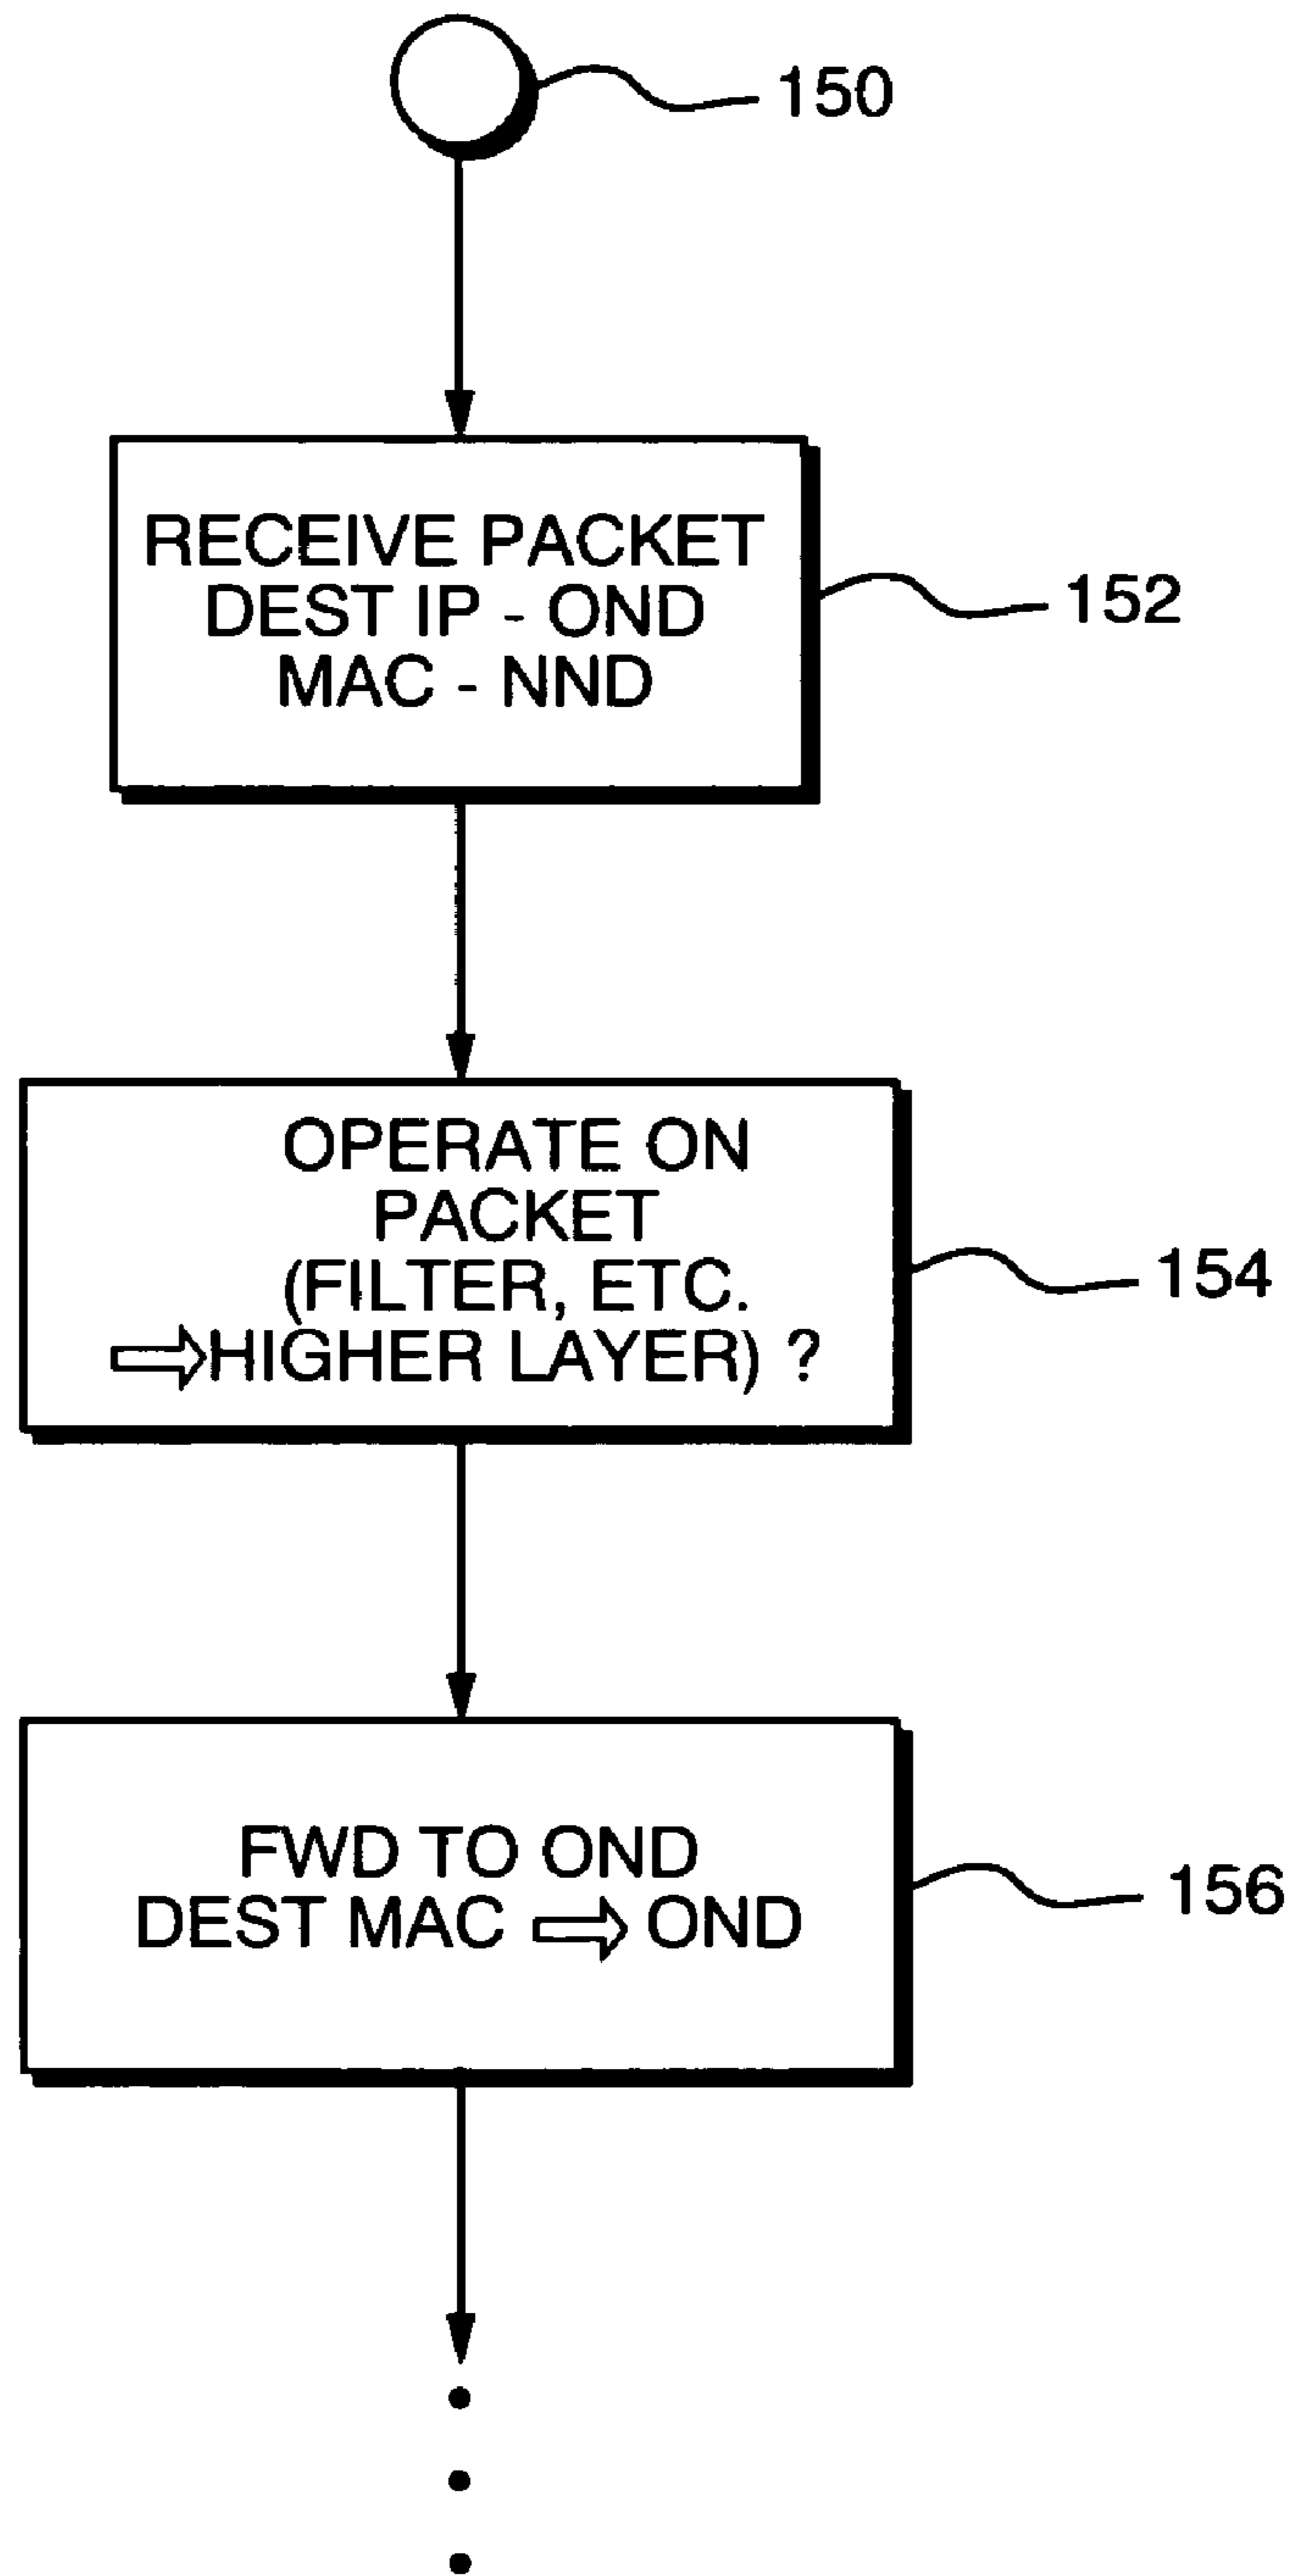 150
RECEIVE PACKET
DEST IP - OND
MAC - NND
152
OPERATE ON
PACKET
(FILTER, ETC.
⇨HIGHER LAYER) ?
154
FWD TO OND
DEST MAC ⇨ OND
156